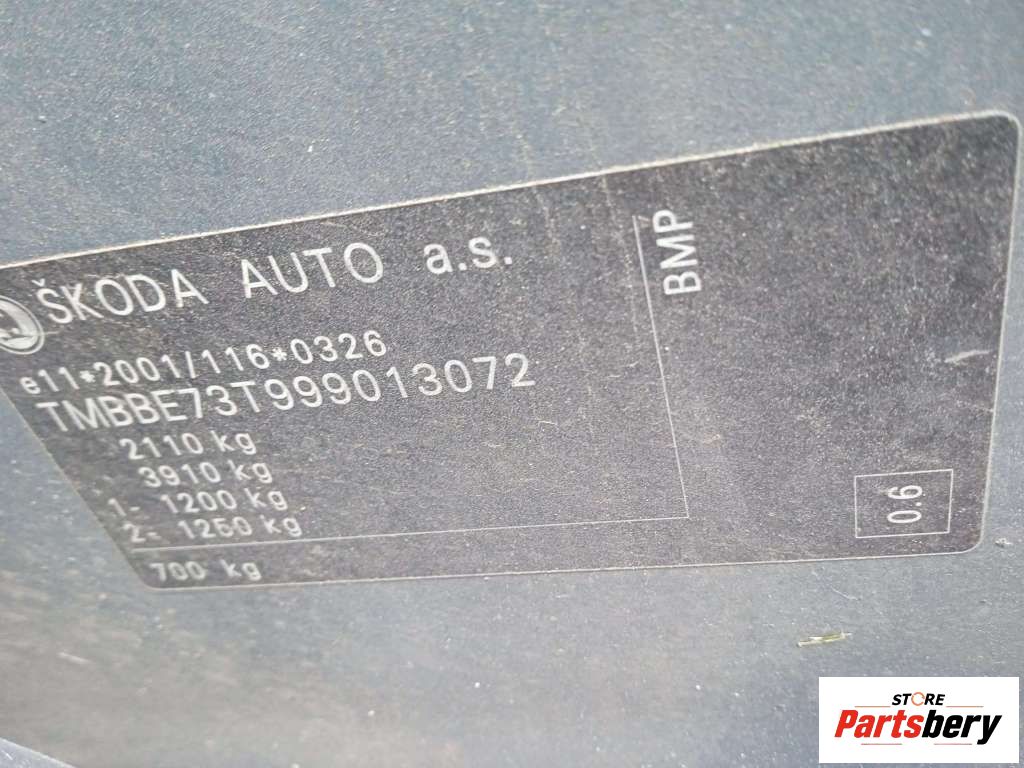 ŠKODA AUTO a.s.
e11*2001/116*0326
TMBBE73T999013072
2110 kg
3910 kg
1- 1200 kg
2- 1250 kg
700 kg
BMP
0.6
STORE
Partsbery